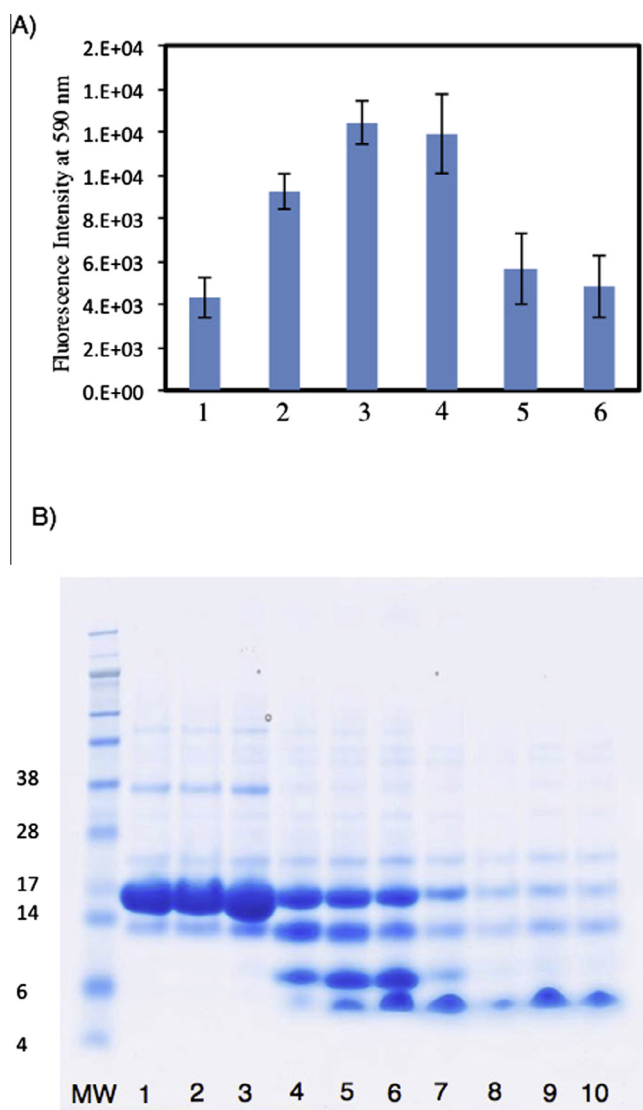 A)
Fluorescence Intensity at 590 nm
2.E+04
1.E+04
1.E+04
1.E+04
8.E+03
6.E+03
4.E+03
2.E+03
0.E+00
1 2 3 4 5 6
B)
38
28
17
14
6
4
MW 1 2 3 4 5 6 7 8 9 10